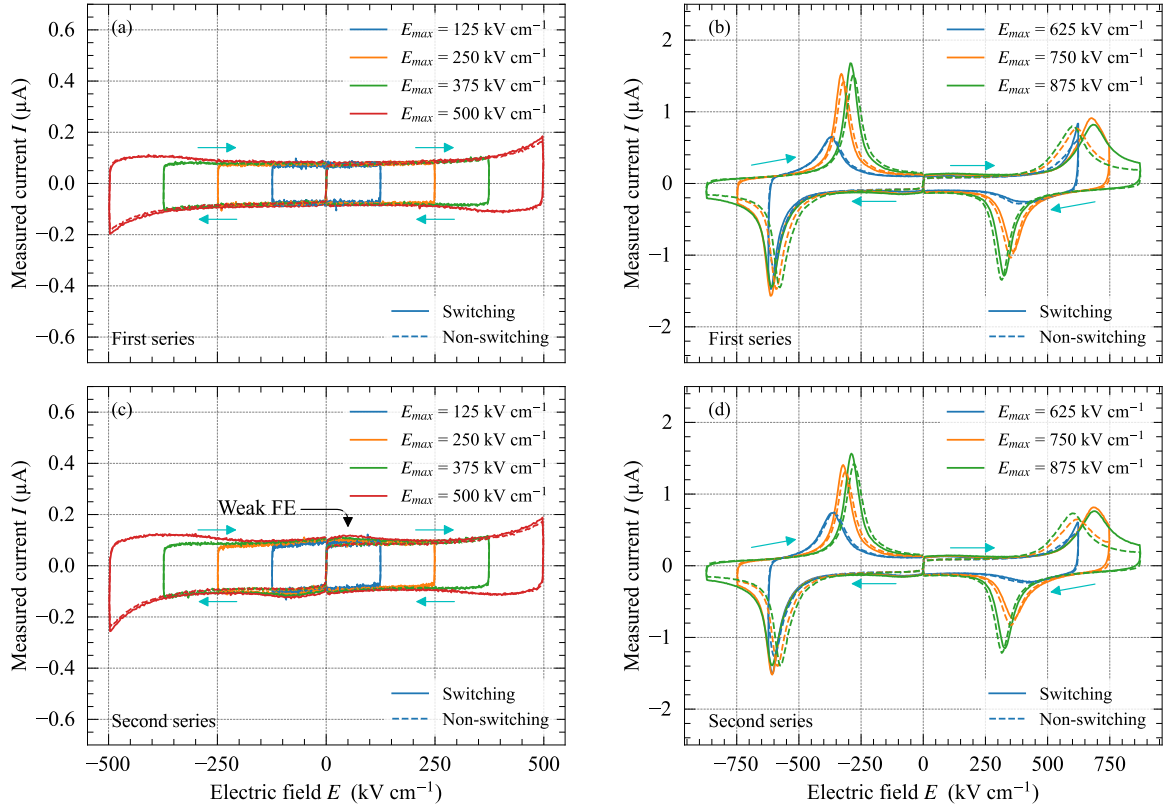 (a)
E_max = 125 kV cm⁻¹
E_max = 250 kV cm⁻¹
E_max = 375 kV cm⁻¹
E_max = 500 kV cm⁻¹
0.6
0.4
0.2
0.0
−0.2
−0.4
−0.6
Measured current I (μA)
Switching
Non-switching
First series
(b)
E_max = 625 kV cm⁻¹
E_max = 750 kV cm⁻¹
E_max = 875 kV cm⁻¹
2
1
0
−1
−2
Measured current I (μA)
Switching
Non-switching
First series
(c)
E_max = 125 kV cm⁻¹
E_max = 250 kV cm⁻¹
E_max = 375 kV cm⁻¹
E_max = 500 kV cm⁻¹
Weak FE
0.6
0.4
0.2
0.0
−0.2
−0.4
−0.6
Measured current I (μA)
Switching
Non-switching
Second series
−500 −250 0 250 500
Electric field E (kV cm⁻¹)
(d)
E_max = 625 kV cm⁻¹
E_max = 750 kV cm⁻¹
E_max = 875 kV cm⁻¹
2
1
0
−1
−2
Measured current I (μA)
Switching
Non-switching
Second series
−750 −500 −250 0 250 500 750
Electric field E (kV cm⁻¹)